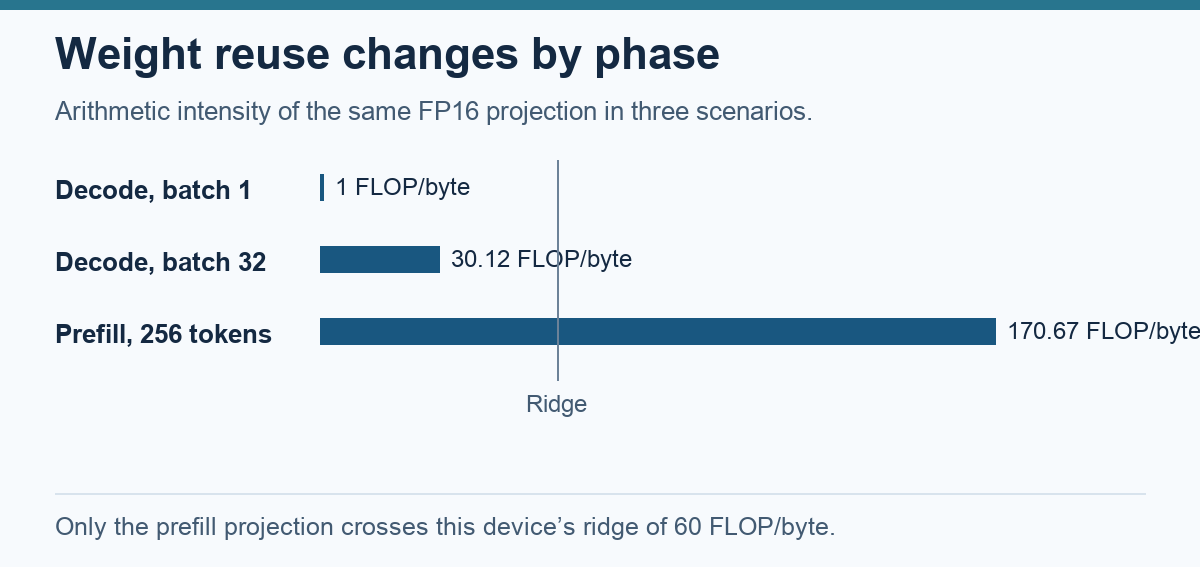 Weight reuse changes by phase
Arithmetic intensity of the same FP16 projection in three scenarios.
Decode, batch 1 1 FLOP/byte
Decode, batch 32 30.12 FLOP/byte
Prefill, 256 tokens 170.67 FLOP/byte
Ridge
Only the prefill projection crosses this device’s ridge of 60 FLOP/byte.